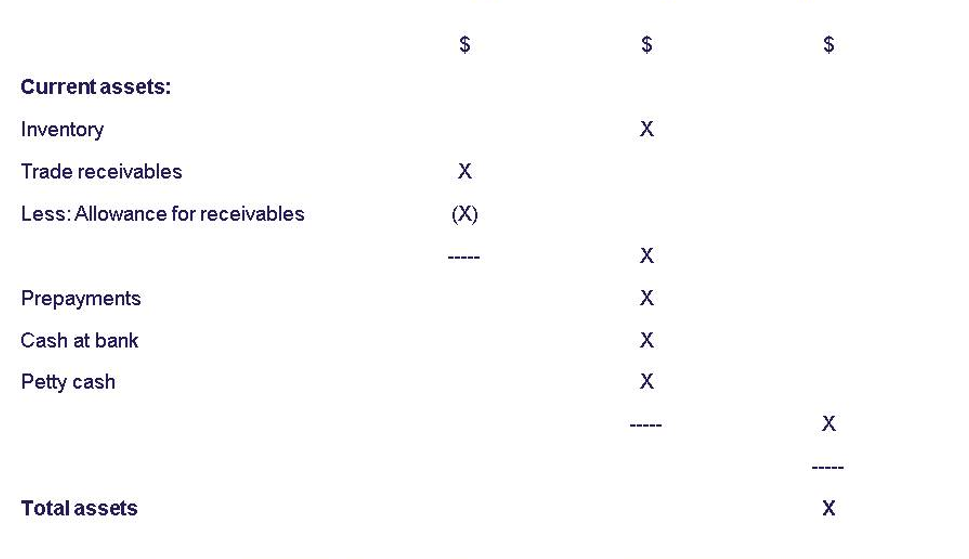 $ $ $
Current assets:
Inventory X
Trade receivables X
Less: Allowance for receivables (X)
----- X
Prepayments X
Cash at bank X
Petty cash X
----- X
-----
Total assets X